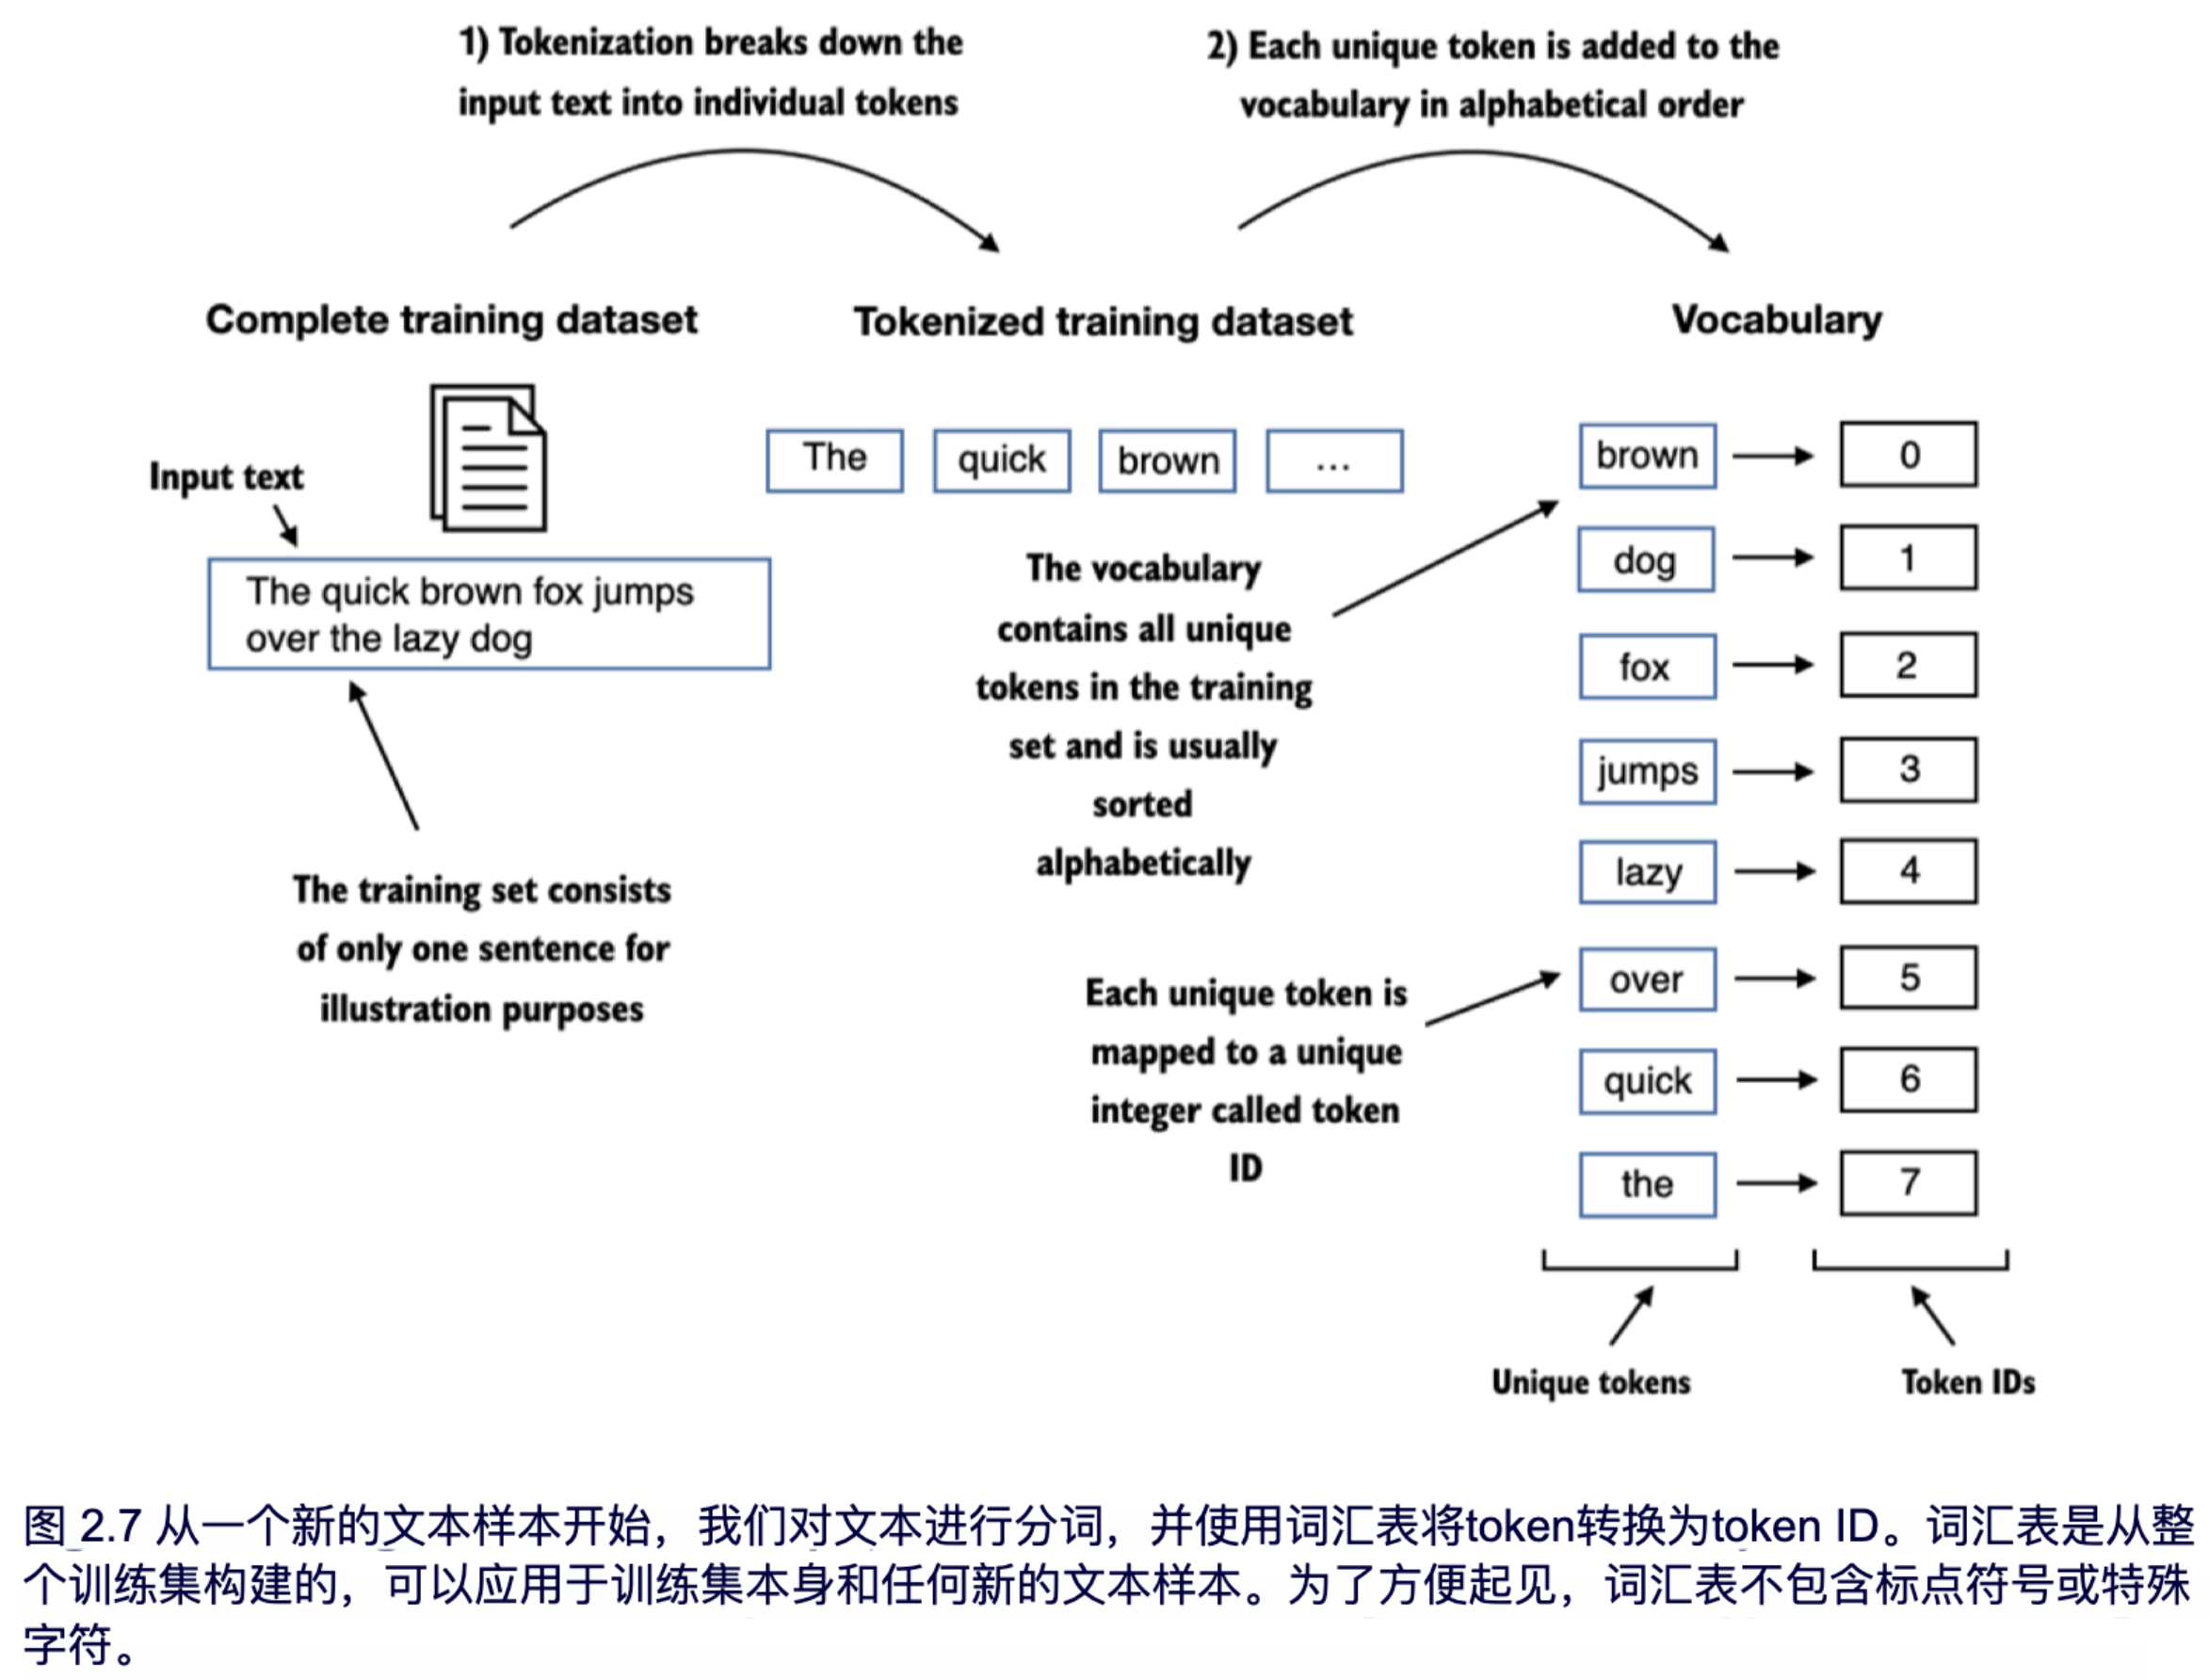 1) Tokenization breaks down the
input text into individual tokens
2) Each unique token is added to the
vocabulary in alphabetical order
Complete training dataset
Tokenized training dataset
Vocabulary
Input text
The quick brown fox jumps
over the lazy dog
The training set consists
of only one sentence for
illustration purposes
The quick brown ...
The vocabulary
contains all unique
tokens in the training
set and is usually
sorted
alphabetically
Each unique token is
mapped to a unique
integer called token
ID
brown 0
dog 1
fox 2
jumps 3
lazy 4
over 5
quick 6
the 7
Unique tokens
Token IDs
图 2.7 从一个新的文本样本开始，我们对文本进行分词，并使用词汇表将token转换为token ID。词汇表是从整
个训练集构建的，可以应用于训练集本身和任何新的文本样本。为了方便起见，词汇表不包含标点符号或特殊
字符。